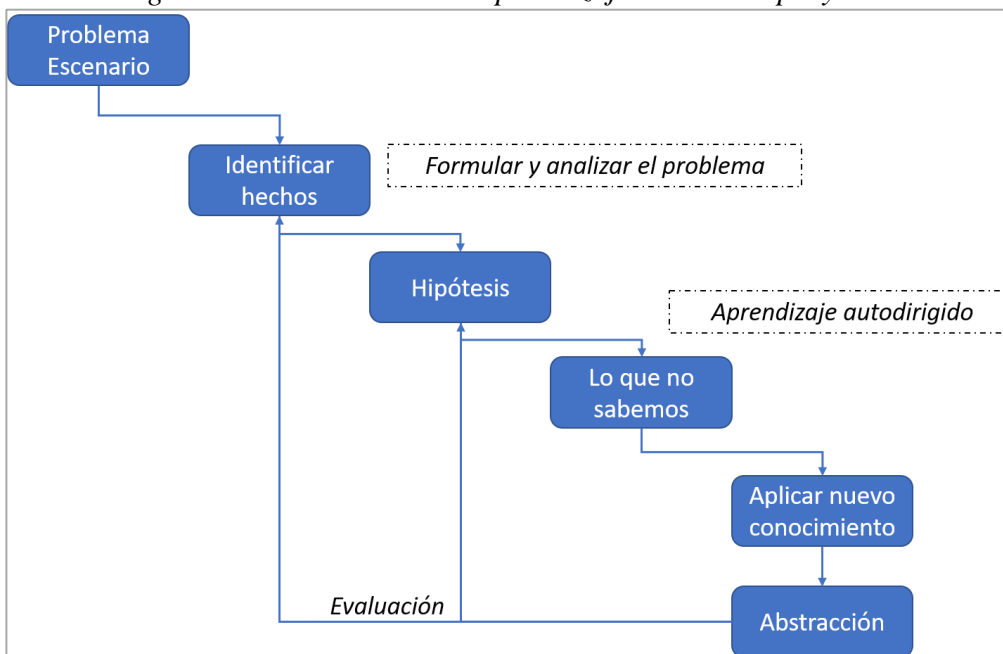 Problema
Escenario
Identificar
hechos
Formular y analizar el problema
Hipótesis
Aprendizaje autodirigido
Lo que no
sabemos
Aplicar nuevo
conocimiento
Evaluación
Abstracción